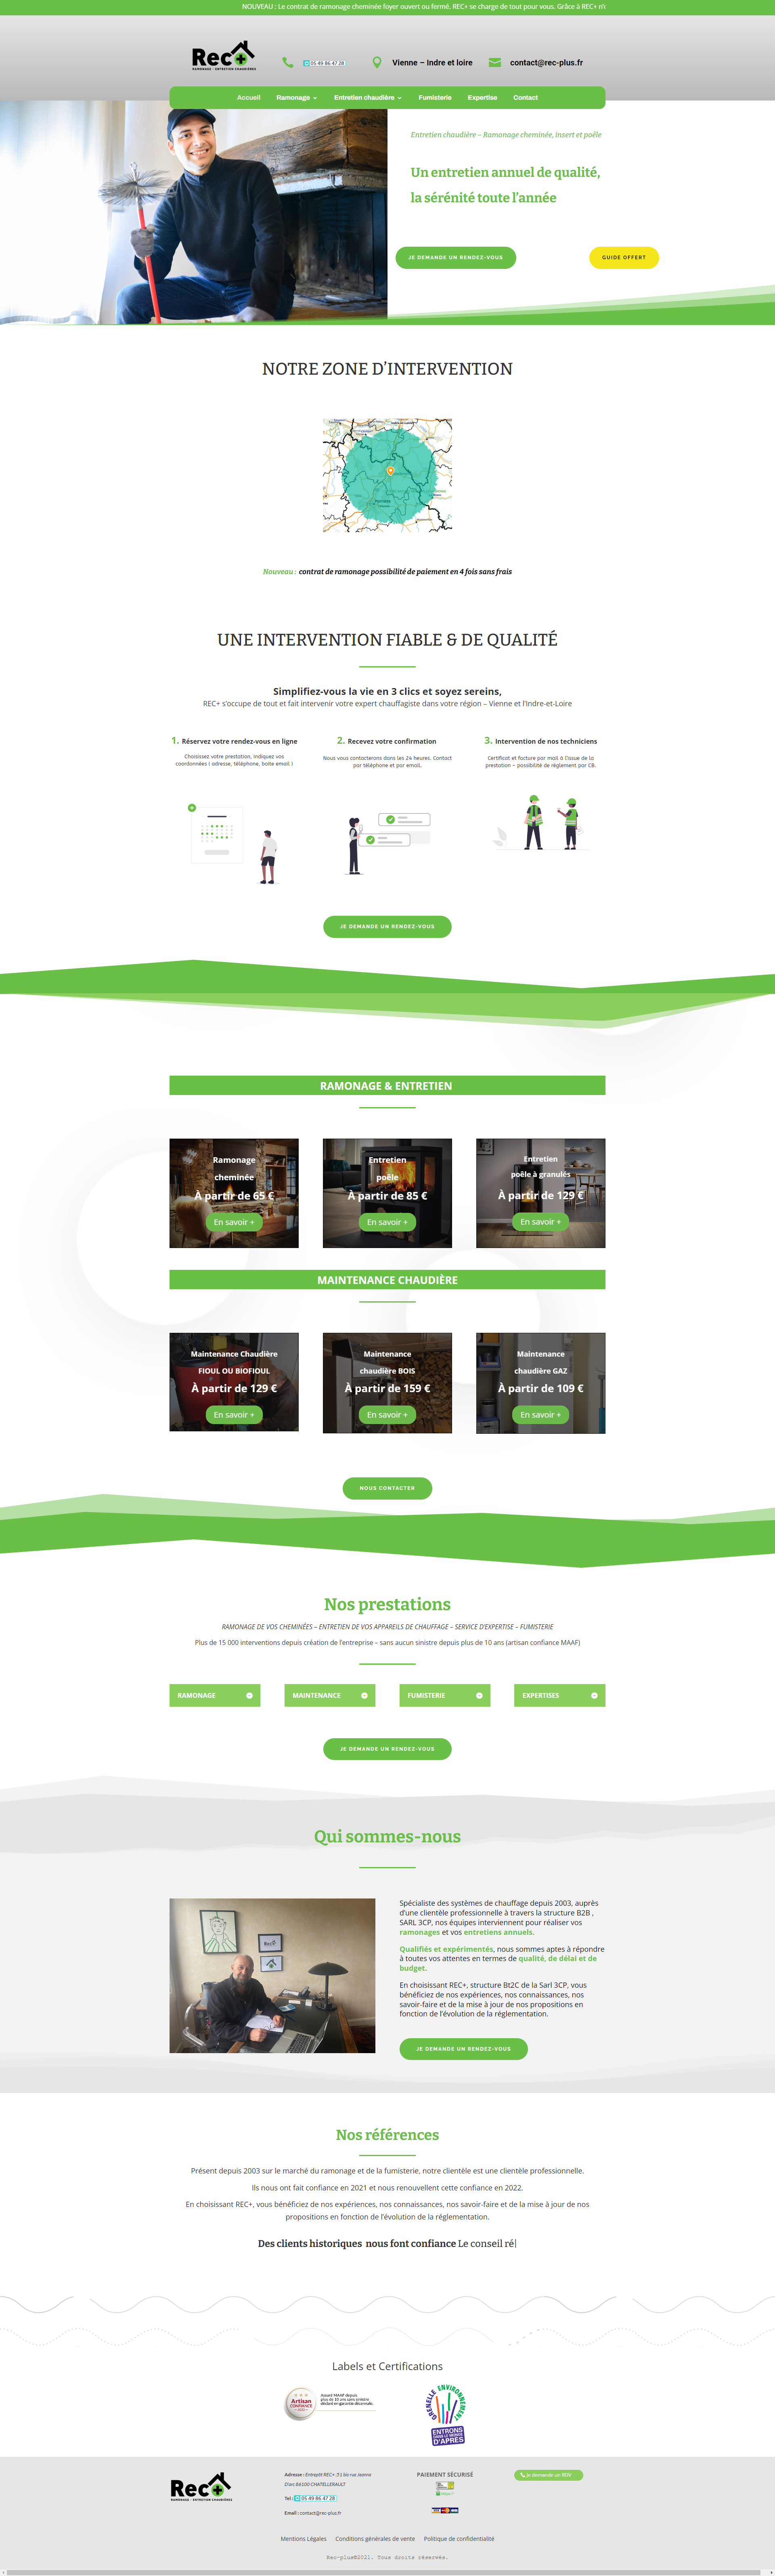 NOUVEAU : Le contrat de ramonage cheminée foyer ouvert ou fermé. REC+ se charge de tout pour vous. Grâce à REC+ n'
Rec+
RAMONAGE | ENTRETIEN CHAUDIÈRES
05 49 86 47 28
Vienne – Indre et loire
contact@rec-plus.fr
Accueil
Ramonage
Entretien chaudière
Fumisterie
Expertise
Contact
Entretien chaudière – Ramonage cheminée, insert et poêle
Un entretien annuel de qualité,
la sérénité toute l'année
JE DEMANDE UN RENDEZ-VOUS
GUIDE OFFERT
NOTRE ZONE D'INTERVENTION
Nouveau : contrat de ramonage possibilité de paiement en 4 fois sans frais
UNE INTERVENTION FIABLE & DE QUALITÉ
Simplifiez-vous la vie en 3 clics et soyez sereins,
REC+ s'occupe de tout et fait intervenir votre expert chauffagiste dans votre région – Vienne et l'Indre-et-Loire
1. Réservez votre rendez-vous en ligne
Choisissez votre prestation, indiquez vos
coordonnées ( adresse, téléphone, boite email )
2. Recevez votre confirmation
Nous vous contacterons dans les 24 heures. Contact
par téléphone et par email.
3. Intervention de nos techniciens
Certificat et facture par mail à l'issue de la
prestation – possibilité de règlement par CB.
JE DEMANDE UN RENDEZ-VOUS
RAMONAGE & ENTRETIEN
Ramonage
cheminée
À partir de 65 €
En savoir +
Entretien
poêle
À partir de 85 €
En savoir +
Entretien
poêle à granulés
À partir de 129 €
En savoir +
MAINTENANCE CHAUDIÈRE
Maintenance Chaudière
FIOUL OU BIOFIOUL
À partir de 129 €
En savoir +
Maintenance
chaudière BOIS
À partir de 159 €
En savoir +
Maintenance
chaudière GAZ
À partir de 109 €
En savoir +
NOUS CONTACTER
Nos prestations
RAMONAGE DE VOS CHEMINÉES – ENTRETIEN DE VOS APPAREILS DE CHAUFFAGE – SERVICE D'EXPERTISE – FUMISTERIE
Plus de 15 000 interventions depuis création de l'entreprise – sans aucun sinistre depuis plus de 10 ans (artisan confiance MAAF)
RAMONAGE
MAINTENANCE
FUMISTERIE
EXPERTISES
JE DEMANDE UN RENDEZ-VOUS
Qui sommes-nous
Spécialiste des systèmes de chauffage depuis 2003, auprès
d'une clientèle professionnelle à travers la structure B2B ,
SARL 3CP, nos équipes interviennent pour réaliser vos
ramonages et vos entretiens annuels.
Qualifiés et expérimentés, nous sommes aptes à répondre
à toutes vos attentes en termes de qualité, de délai et de
budget.
En choisissant REC+, structure Bt2C de la Sarl 3CP, vous
bénéficiez de nos expériences, nos connaissances, nos
savoir-faire et de la mise à jour de nos propositions en
fonction de l'évolution de la réglementation.
JE DEMANDE UN RENDEZ-VOUS
Nos références
Présent depuis 2003 sur le marché du ramonage et de la fumisterie, notre clientèle est une clientèle professionnelle.
Ils nous ont fait confiance en 2021 et nous renouvellent cette confiance en 2022.
En choisissant REC+, vous bénéficiez de nos expériences, nos connaissances, nos savoir-faire et de la mise à jour de nos
propositions en fonction de l'évolution de la réglementation.
Des clients historiques nous font confiance Le conseil ré|
Labels et Certifications
Artisan
CONFIANCE
Assuré MAAF depuis
plus de 10 ans sans sinistre
déclaré en garanties décennales.
GRENELLE ENVIRONNEMENT
ENTRONS
DANS LE MONDE
D'APRÈS
Rec+
RAMONAGE | ENTRETIEN CHAUDIÈRES
Adresse : Entrepôt REC+ :51 bis rue Jeanne
D'arc 86100 CHATELLERAULT
Tel : 05 49 86 47 28
Email : contact@rec-plus.fr
PAIEMENT SÉCURISÉ
Je demande un RDV
Mentions Légales
Conditions générales de vente
Politique de confidentialité
Rec-plus©2021. Tous droits réservés.